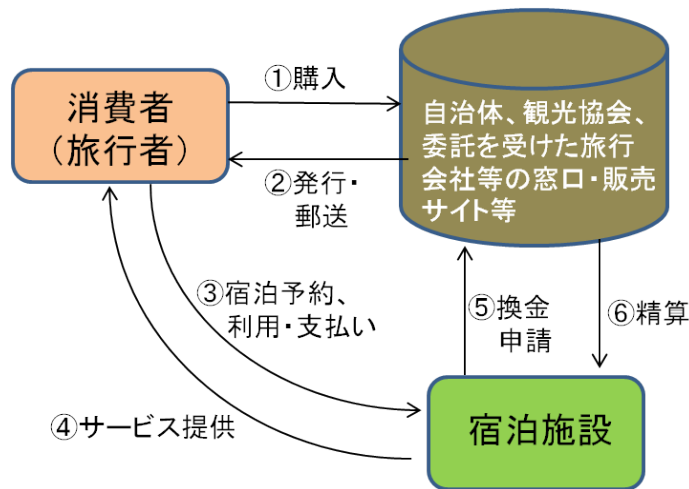 ①購入
消費者
（旅行者）
自治体、観光協会、
委託を受けた旅行
会社等の窓口・販売
サイト等
②発行・
郵送
③宿泊予約、
利用・支払い
⑤換金
申請
⑥精算
④サービス提供
宿泊施設